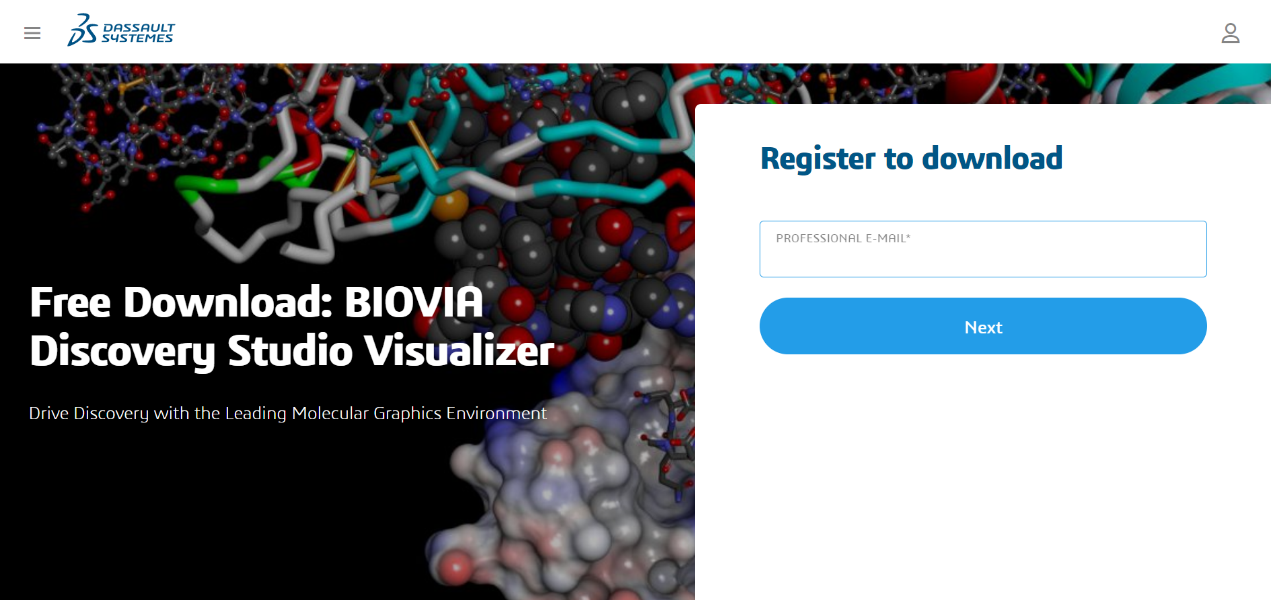 DASSAULT
SYSTEMES
Free Download: BIOVIA
Discovery Studio Visualizer
Drive Discovery with the Leading Molecular Graphics Environment
Register to download
PROFESSIONAL E-MAIL*
Next